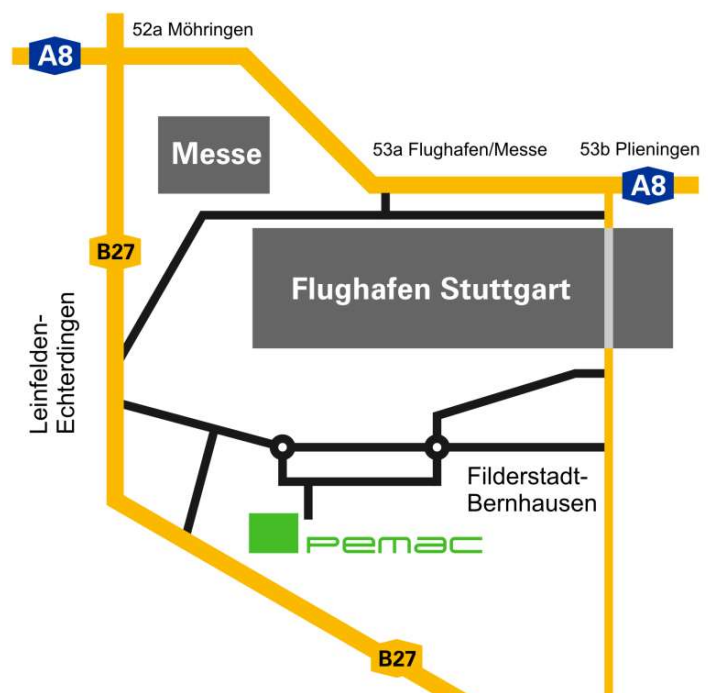 52a Möhringen
A8
Messe
53a Flughafen/Messe
53b Plieningen
A8
B27
Flughafen Stuttgart
Leinfelden-
Echterdingen
Filderstadt-
Bernhausen
pemac
B27